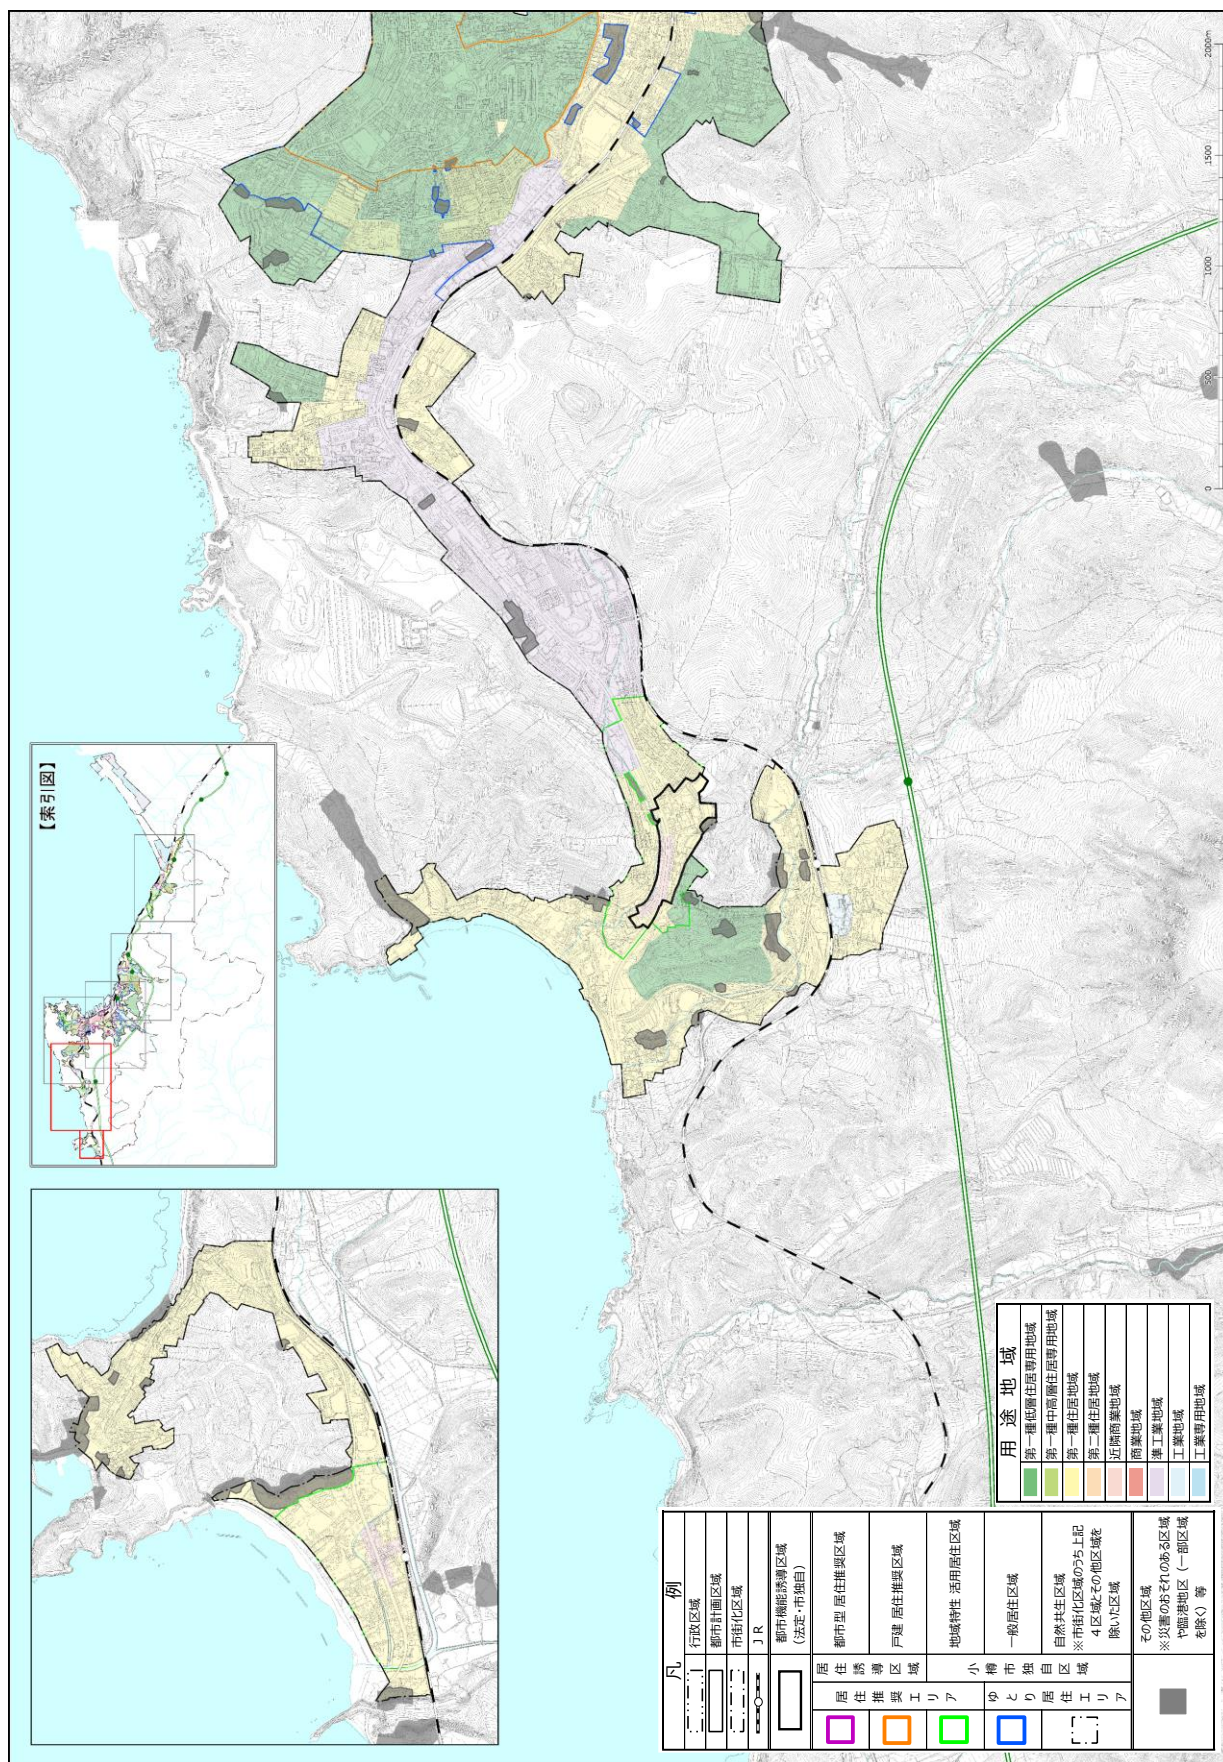 【索引図】
用途地域
第一種低層住居専用地域
第一種中高層住居専用地域
第一種住居地域
第二種住居地域
近隣商業地域
商業地域
準工業地域
工業地域
工業専用地域
凡例
行政区域
都市計画区域
市街化区域
JR
都市機能誘導区域
(法定・市独自)
居住推奨エリア
居住誘導区域
都市型 居住推奨区域
戸建 居住推奨区域
小樽市独自区域
地域特性 活用居住区域
ゆとり居住エリア
一般居住区域
自然共生区域
※市街化区域のうち上記
4区域とその他区域を
除いた区域
その他区域
※災害のおそれのある区域
や臨港地区(一部区域
を除く)等
0
500
1000
1500
2000m